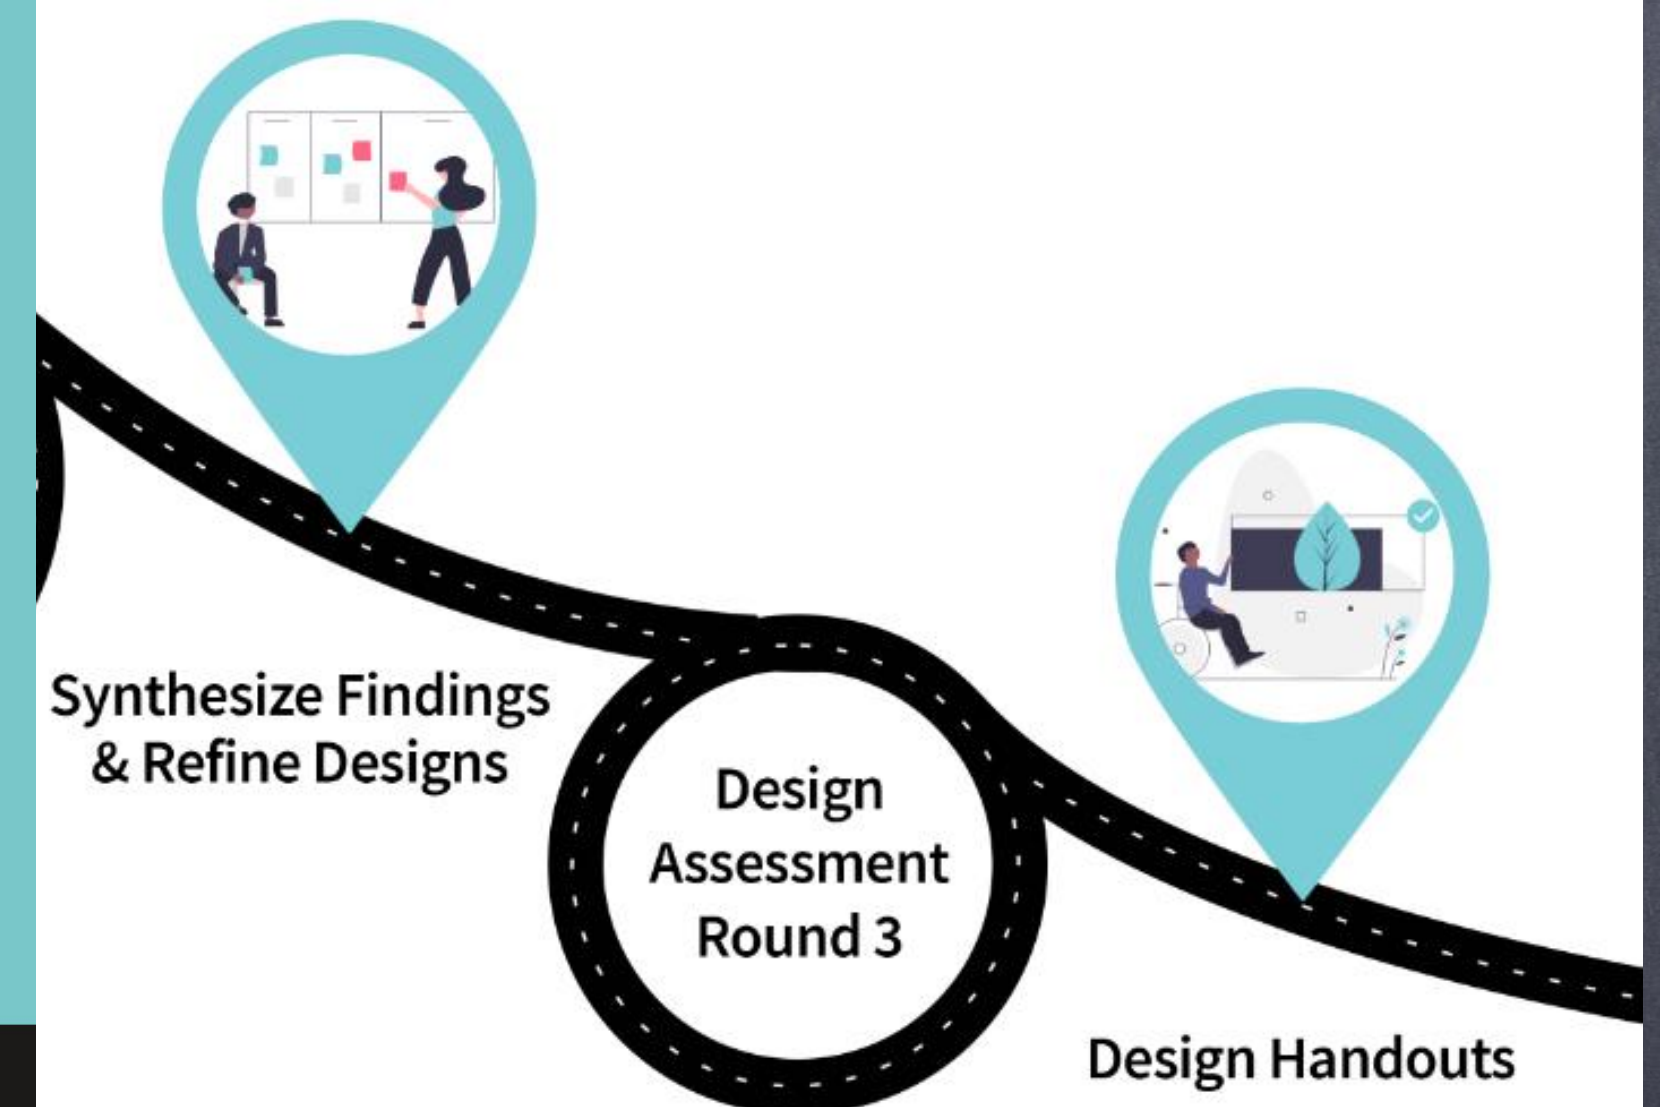 Synthesize Findings
& Refine Designs
Design
Assessment
Round 3
Design Handouts